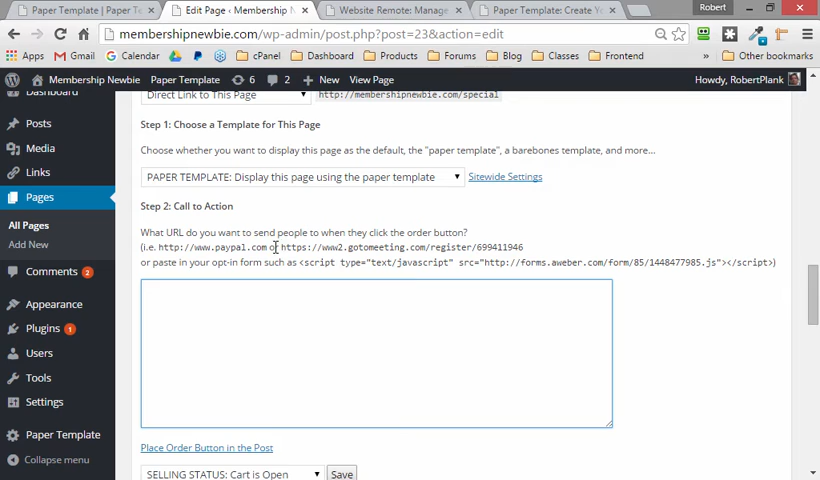 Robert
Paper Template | Paper T
Edit Page ‹ Membership N
Website Remote: Manage
Paper Template: Create Yo
membershipnewbie.com/wp-admin/post.php?post=23&action=edit
Apps
Gmail
Calendar
cPanel
Dashboard
Products
Forums
Blog
Classes
Frontend
»
Other bookmarks
Membership Newbie
Paper Template
6
2
New
View Page
Howdy, RobertPlank
Dashboard
Posts
Media
Links
Pages
All Pages
Add New
Comments 2
Appearance
Plugins 1
Users
Tools
Settings
Paper Template
Collapse menu
Direct Link to This Page
http://membershipnewbie.com/special
Step 1: Choose a Template for This Page
Choose whether you want to display this page as the default, the "paper template", a barebones template, and more...
PAPER TEMPLATE: Display this page using the paper template
Sitewide Settings
Step 2: Call to Action
What URL do you want to send people to when they click the order button?
(i.e. http://www.paypal.com or https://www2.gotomeeting.com/register/699411946
or paste in your opt-in form such as <script type="text/javascript" src="http://forms.aweber.com/form/85/1448477985.js"></script>)
Place Order Button in the Post
SELLING STATUS: Cart is Open
Save